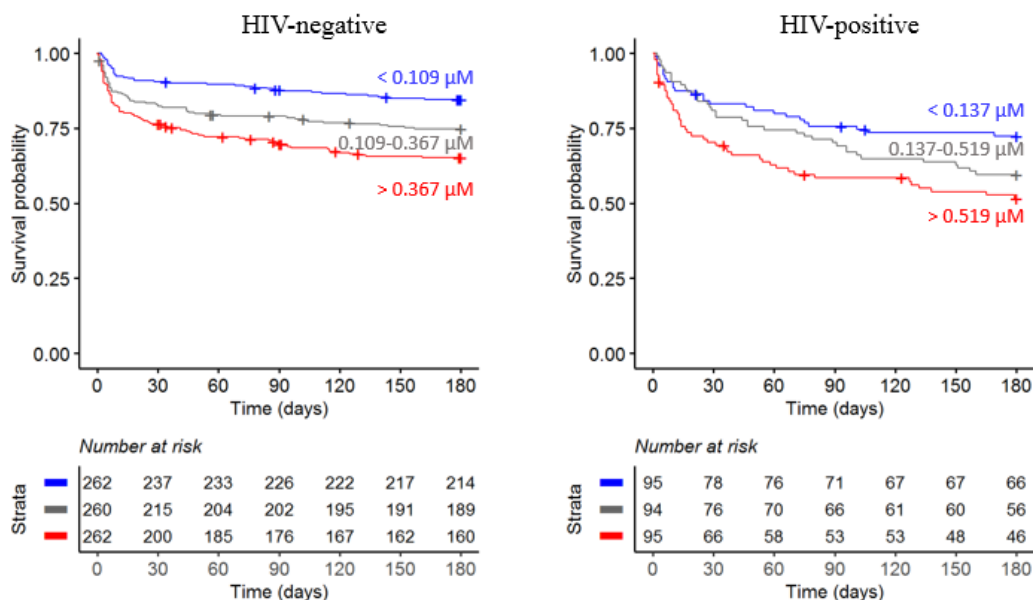 HIV-negative
1.00
0.75
0.50
0.25
0.00
Survival probability
< 0.109 µM
0.109-0.367 µM
> 0.367 µM
0 30 60 90 120 150 180
Time (days)
Number at risk
Strata
262 237 233 226 222 217 214
260 215 204 202 195 191 189
262 200 185 176 167 162 160
0 30 60 90 120 150 180
Time (days)
HIV-positive
1.00
0.75
0.50
0.25
0.00
Survival probability
< 0.137 µM
0.137-0.519 µM
> 0.519 µM
0 30 60 90 120 150 180
Time (days)
Number at risk
Strata
95 78 76 71 67 67 66
94 76 70 66 61 60 56
95 66 58 53 53 48 46
0 30 60 90 120 150 180
Time (days)